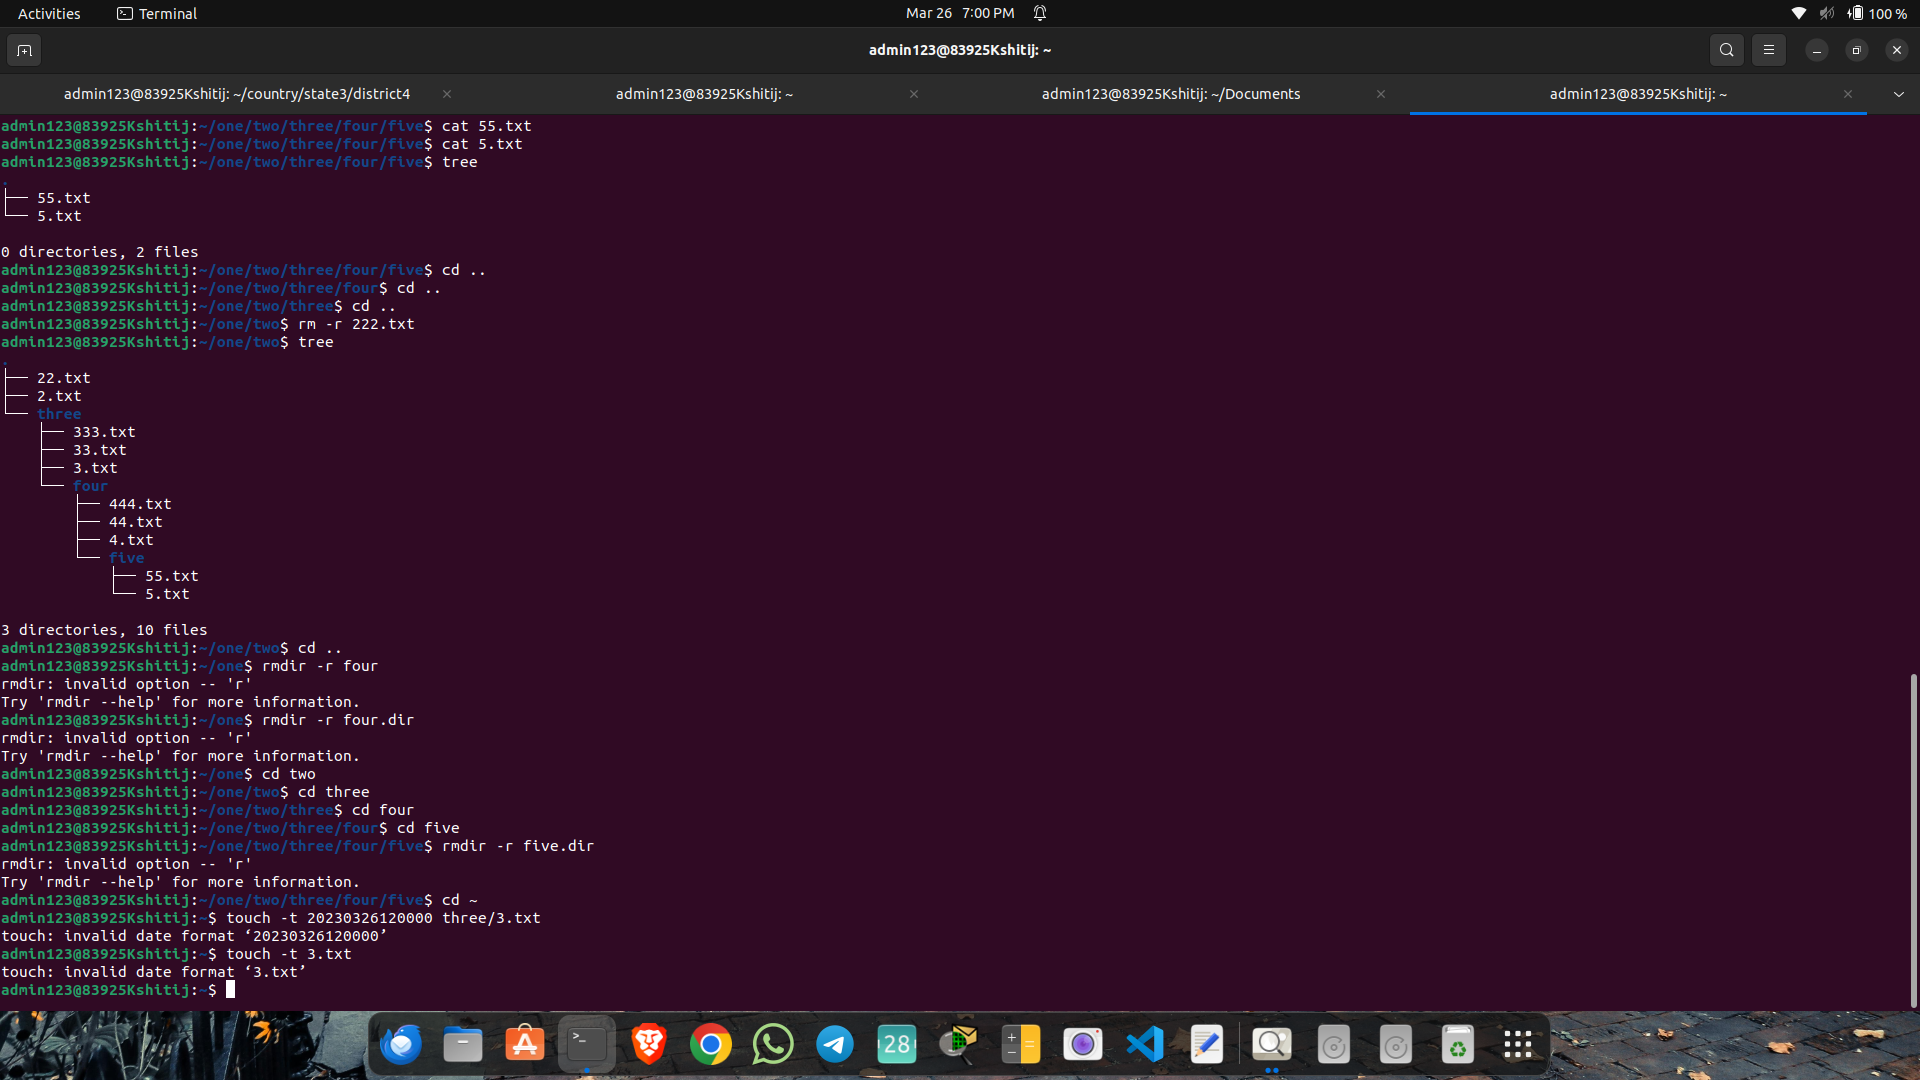 Activities
Terminal
Mar 26 7:00 PM
100 %
admin123@83925Kshitij: ~
admin123@83925Kshitij: ~/country/state3/district4
admin123@83925Kshitij: ~
admin123@83925Kshitij: ~/Documents
admin123@83925Kshitij: ~
admin123@83925Kshitij:~/one/two/three/four/five$ cat 55.txt
admin123@83925Kshitij:~/one/two/three/four/five$ cat 5.txt
admin123@83925Kshitij:~/one/two/three/four/five$ tree
.
├── 55.txt
└── 5.txt
0 directories, 2 files
admin123@83925Kshitij:~/one/two/three/four/five$ cd ..
admin123@83925Kshitij:~/one/two/three/four$ cd ..
admin123@83925Kshitij:~/one/two/three$ cd ..
admin123@83925Kshitij:~/one/two$ rm -r 222.txt
admin123@83925Kshitij:~/one/two$ tree
.
├── 22.txt
├── 2.txt
└── three
    ├── 333.txt
    ├── 33.txt
    ├── 3.txt
    └── four
        ├── 444.txt
        ├── 44.txt
        ├── 4.txt
        └── five
            ├── 55.txt
            └── 5.txt
3 directories, 10 files
admin123@83925Kshitij:~/one/two$ cd ..
admin123@83925Kshitij:~/one$ rmdir -r four
rmdir: invalid option -- 'r'
Try 'rmdir --help' for more information.
admin123@83925Kshitij:~/one$ rmdir -r four.dir
rmdir: invalid option -- 'r'
Try 'rmdir --help' for more information.
admin123@83925Kshitij:~/one$ cd two
admin123@83925Kshitij:~/one/two$ cd three
admin123@83925Kshitij:~/one/two/three$ cd four
admin123@83925Kshitij:~/one/two/three/four$ cd five
admin123@83925Kshitij:~/one/two/three/four/five$ rmdir -r five.dir
rmdir: invalid option -- 'r'
Try 'rmdir --help' for more information.
admin123@83925Kshitij:~/one/two/three/four/five$ cd ~
admin123@83925Kshitij:~$ touch -t 20230326120000 three/3.txt
touch: invalid date format ‘20230326120000’
admin123@83925Kshitij:~$ touch -t 3.txt
touch: invalid date format ‘3.txt’
admin123@83925Kshitij:~$
28